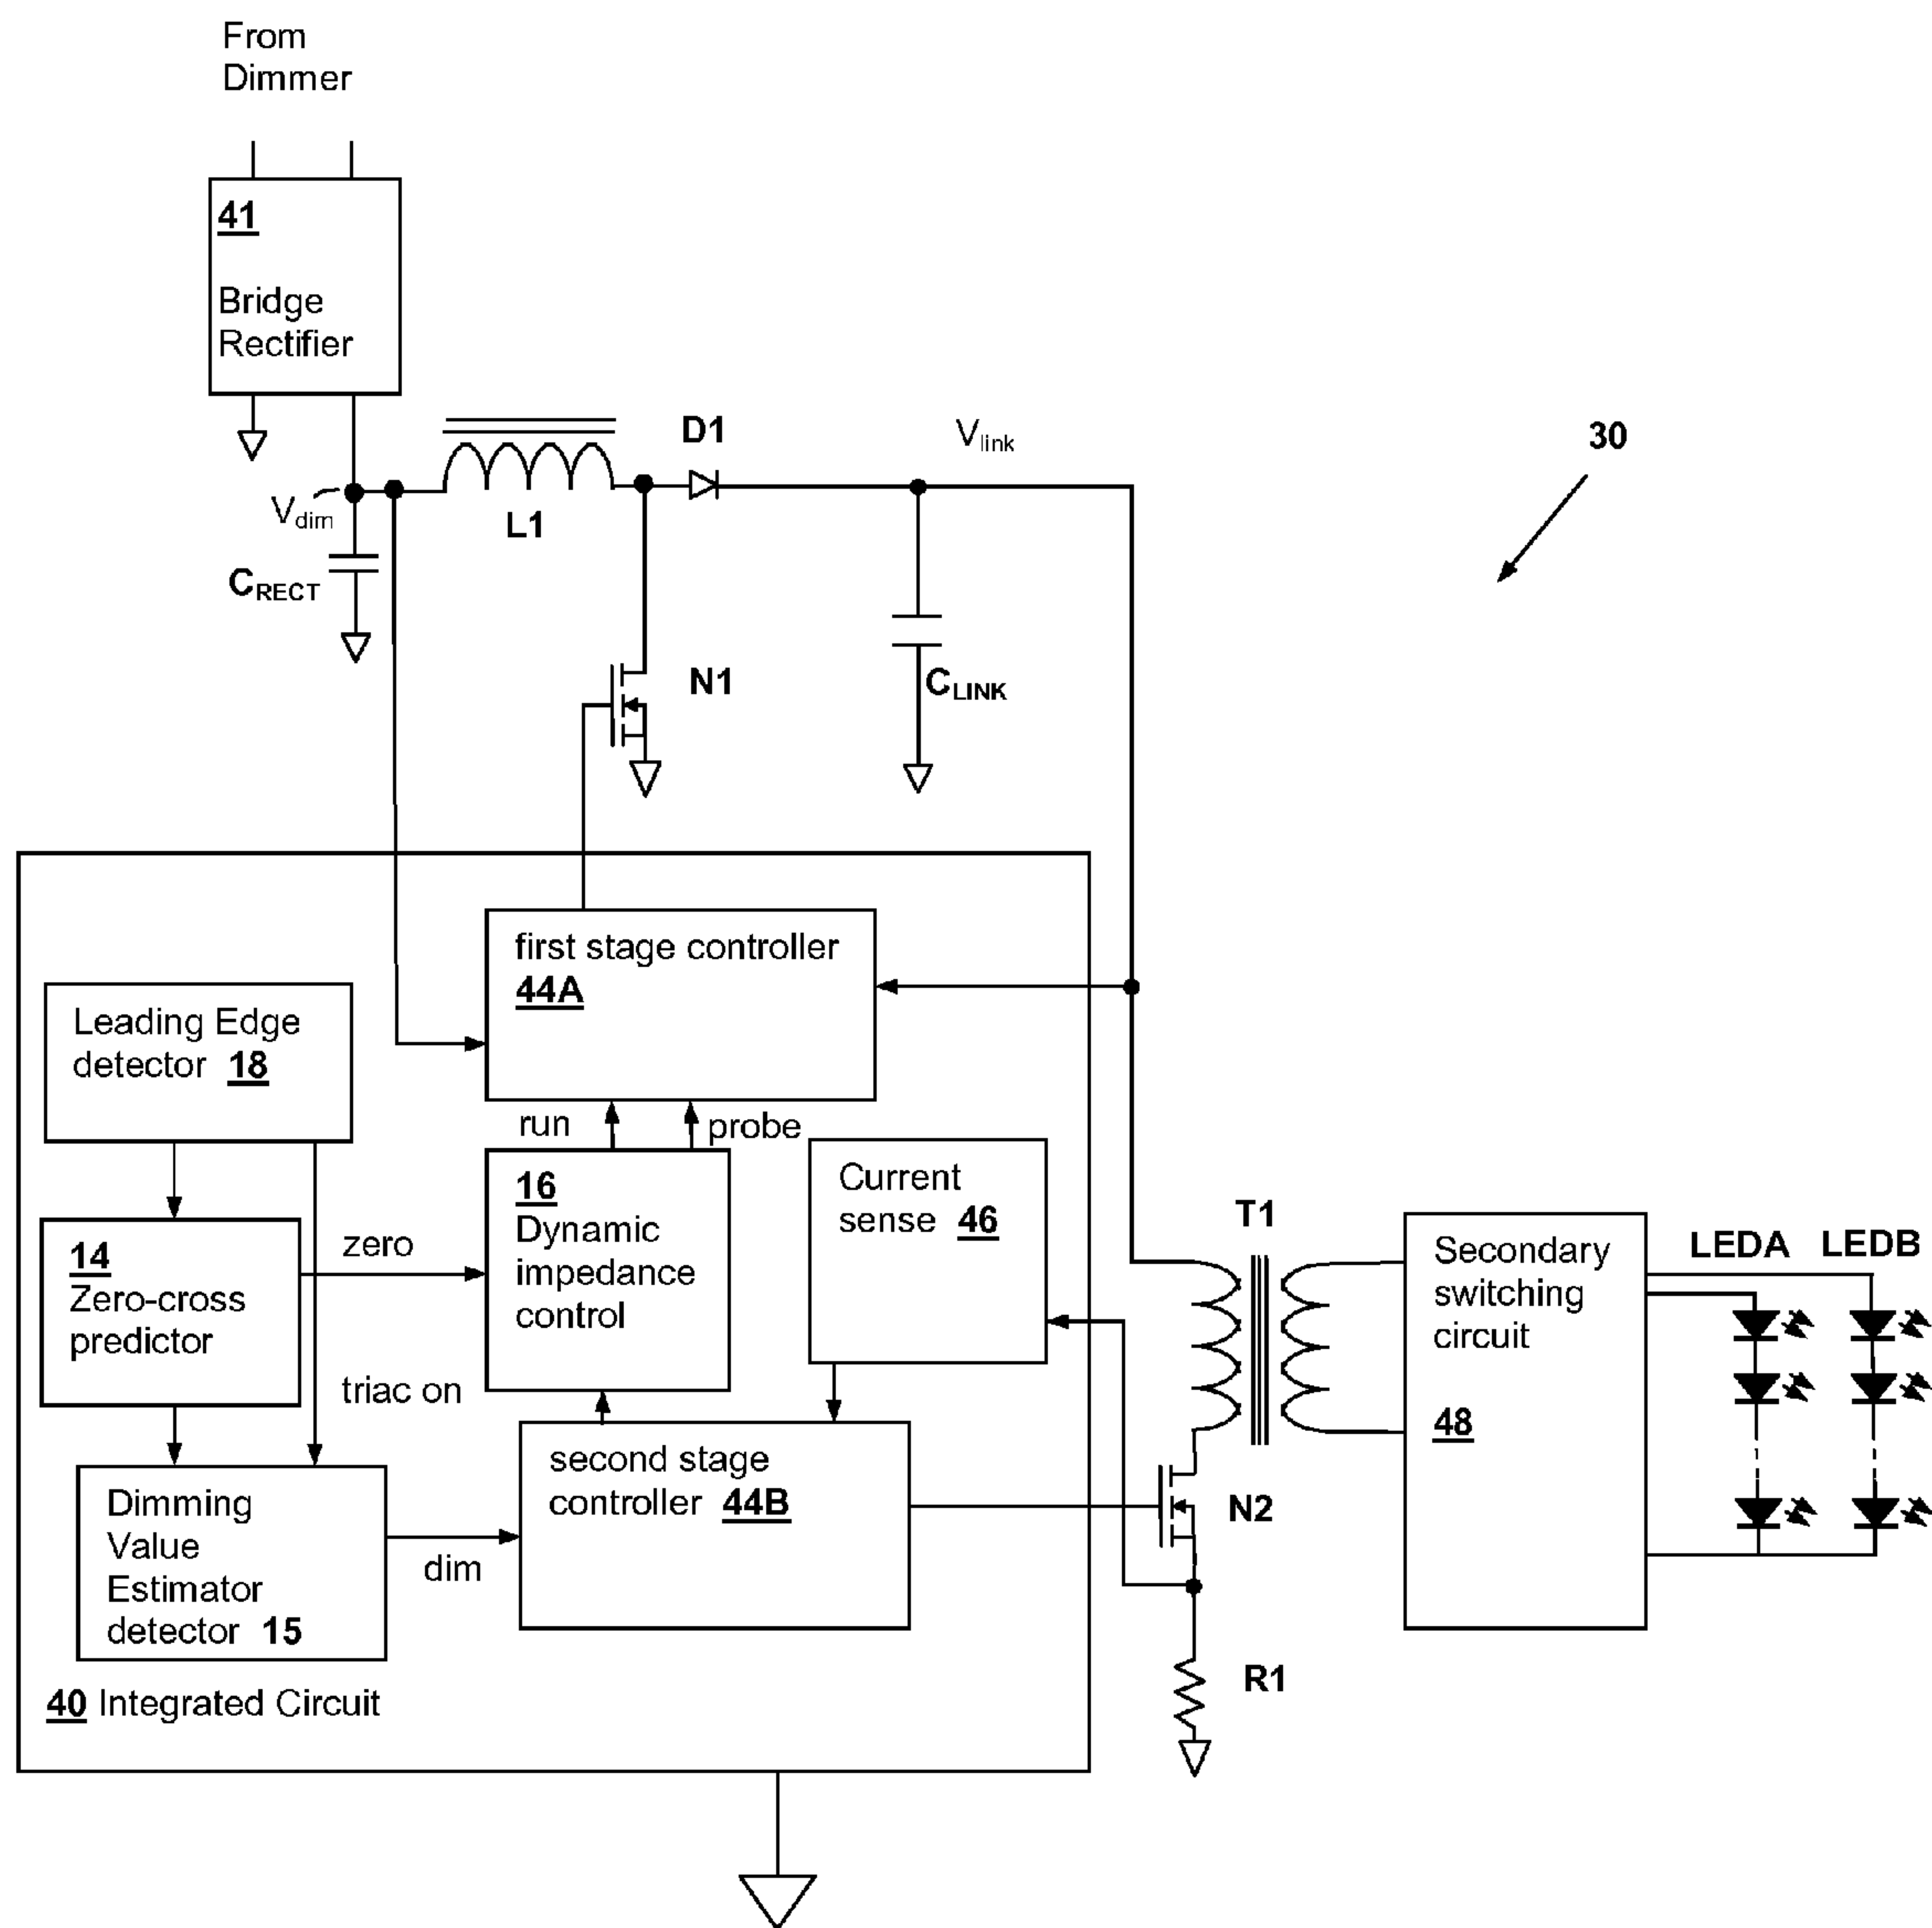 From
Dimmer
41
Bridge
Rectifier
D1
Vlink
30
Vdim
L1
CRECT
N1
CLINK
first stage controller
44A
Leading Edge
detector 18
run
probe
16
Dynamic
impedance
control
Current
sense 46
T1
Secondary
switching
circuit
48
LEDA
LEDB
14
Zero-cross
predictor
zero
triac on
second stage
controller 44B
N2
Dimming
Value
Estimator
detector 15
dim
R1
40 Integrated Circuit